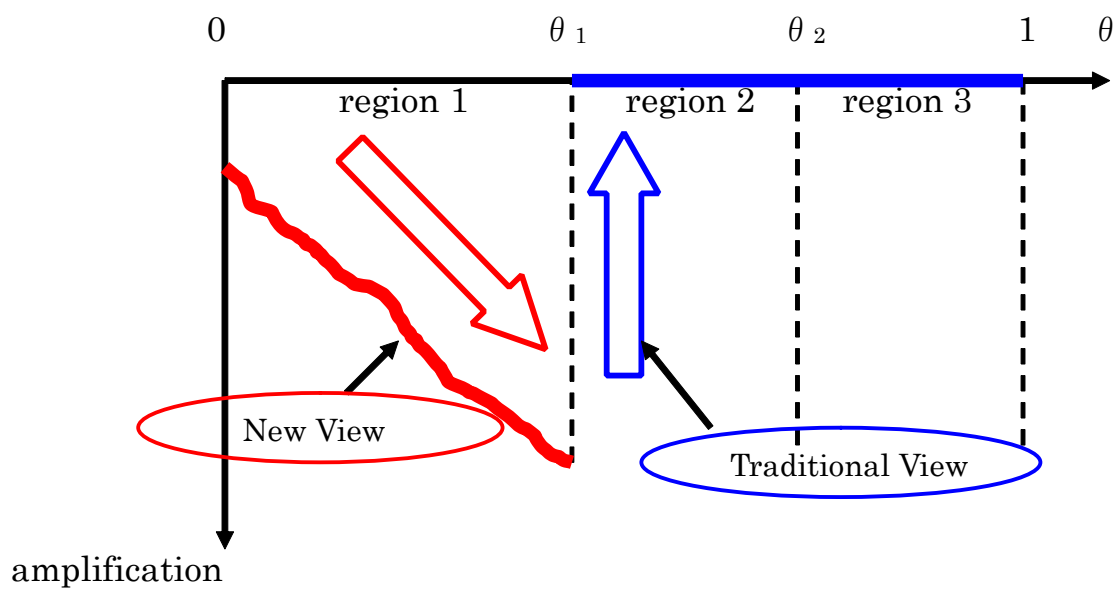 0 θ 1 θ 2 1 θ
region 1 region 2 region 3
New View
Traditional View
amplification